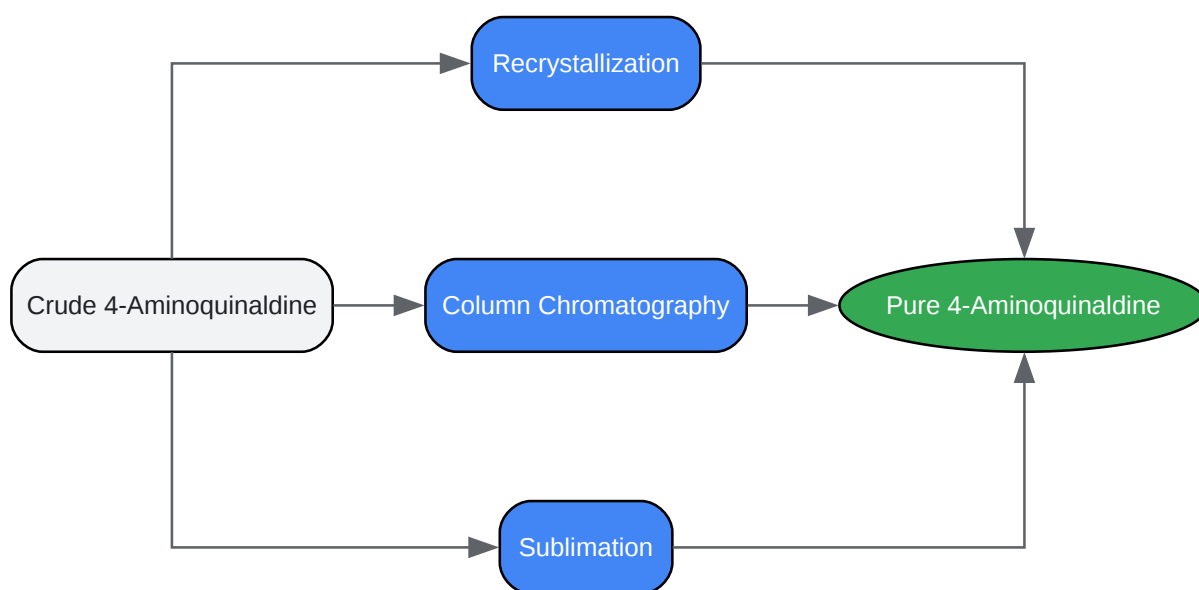 Recrystallization
Crude 4-Aminoquinaldine
Column Chromatography
Pure 4-Aminoquinaldine
Sublimation